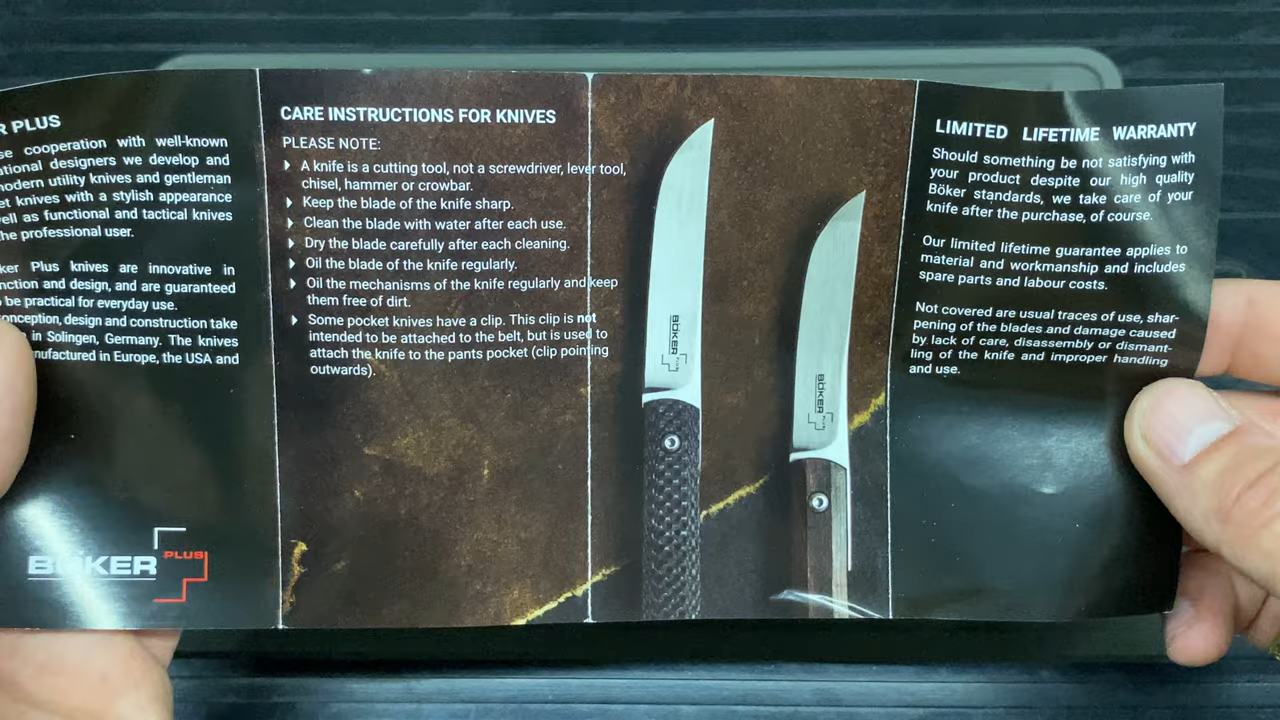 R PLUS
se cooperation with well-known
ational designers we develop and
modern utility knives and gentleman
et knives with a stylish appearance
ell as functional and tactical knives
he professional user.
ker Plus knives are innovative in
nction and design, and are guaranteed
be practical for everyday use.
onception, design and construction take
in Solingen, Germany. The knives
nufactured in Europe, the USA and
BÖKER PLUS
CARE INSTRUCTIONS FOR KNIVES
PLEASE NOTE:
A knife is a cutting tool, not a screwdriver, lever tool,
chisel, hammer or crowbar.
Keep the blade of the knife sharp.
Clean the blade with water after each use.
Dry the blade carefully after each cleaning.
Oil the blade of the knife regularly.
Oil the mechanisms of the knife regularly and keep
them free of dirt.
Some pocket knives have a clip. This clip is not
intended to be attached to the belt, but is used to
attach the knife to the pants pocket (clip pointing
outwards).
BÖKER PLUS
BÖKER PLUS
LIMITED LIFETIME WARRANTY
Should something be not satisfying with
your product despite our high quality
Böker standards, we take care of your
knife after the purchase, of course.
Our limited lifetime guarantee applies to
material and workmanship and includes
spare parts and labour costs.
Not covered are usual traces of use, shar-
pening of the blades and damage caused
by lack of care, disassembly or dismant-
ling of the knife and improper handling
and use.